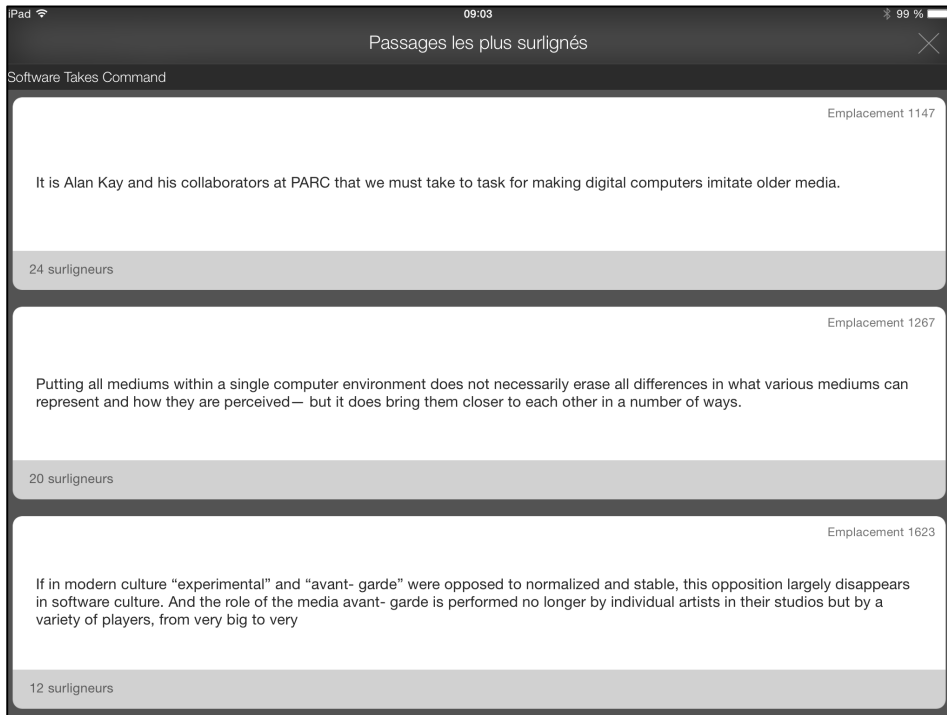 iPad 09:03 99 %
Passages les plus surlignés
Software Takes Command
Emplacement 1147
It is Alan Kay and his collaborators at PARC that we must take to task for making digital computers imitate older media.
24 surligneurs
Emplacement 1267
Putting all mediums within a single computer environment does not necessarily erase all differences in what various mediums can
represent and how they are perceived— but it does bring them closer to each other in a number of ways.
20 surligneurs
Emplacement 1623
If in modern culture “experimental” and “avant- garde” were opposed to normalized and stable, this opposition largely disappears
in software culture. And the role of the media avant- garde is performed no longer by individual artists in their studios but by a
variety of players, from very big to very
12 surligneurs